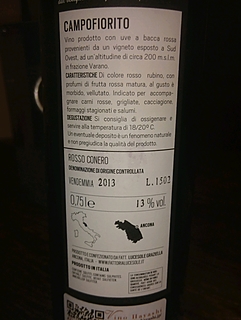 CAMPOFIORITO
Vino prodotto con uve a bacca rossa
provenienti da un vigneto esposto a Sud
Ovest, ad un'altitudine di circa 200 m.s.l.m.
in frazione Varano.
CARATTERISTICHE Di colore rosso rubino, con
profumi di frutta rossa matura, al gusto è
morbido, vellutato. Indicato per accompa-
gnare carni rosse, grigliate, cacciagione,
formaggi stagionati e salumi.
DEGUSTAZIONE Si consiglia di ossigenare e
servire alla temperatura di 18/20° C.
Un eventuale deposito è un fenomeno naturale
e non pregiudica la qualità del prodotto.
ROSSO CONERO
DENOMINAZIONE DI ORIGINE CONTROLLATA
VENDEMMIA 2013 L.1502
0,75l e 13 % vol.
ANCONA
ANCONA, ITALIA
PRODOTTO IN ITALIA